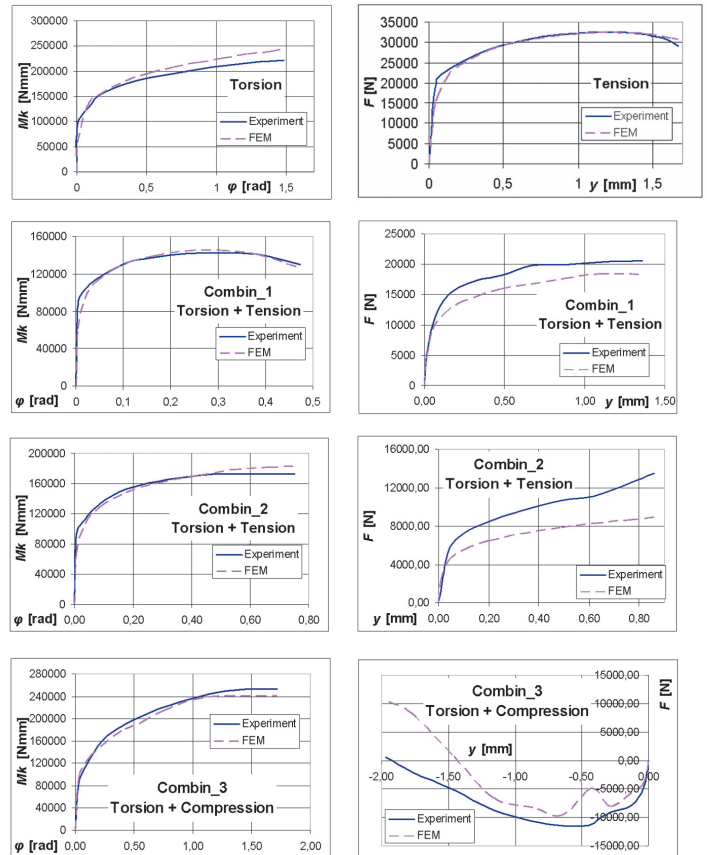 300000
250000
200000
150000
100000
50000
0
Mk [Nmm]
Torsion
Experiment
FEM
0 0,5 1 φ [rad] 1,5
35000
30000
25000
20000
15000
10000
5000
0
F [N]
Tension
Experiment
FEM
0 0,5 1 y [mm] 1,5
160000
120000
80000
40000
0
Mk [Nmm]
Combin_1
Torsion + Tension
Experiment
FEM
φ [rad] 0 0,1 0,2 0,3 0,4 0,5
25000
20000
15000
10000
5000
0
F [N]
Combin_1
Torsion + Tension
Experiment
FEM
0,00 0,50 1,00 y [mm] 1,50
200000
160000
120000
80000
40000
0
Mk [Nmm]
Combin_2
Torsion + Tension
Experiment
FEM
φ [rad] 0,00 0,20 0,40 0,60 0,80
16000,00
12000,00
8000,00
4000,00
0,00
F [N]
Combin_2
Torsion + Tension
Experiment
FEM
y [mm] 0,00 0,20 0,40 0,60 0,80
280000
240000
200000
160000
120000
80000
40000
0
Mk [Nmm]
Experiment
FEM
Combin_3
Torsion + Compression
φ [rad] 0,00 0,50 1,00 1,50 2,00
15000,00
10000,00
5000,00
0,00
-5000,00
-10000,00
-15000,00
F [N]
Combin_3
Torsion + Compression
y [mm]
-2,00 -1,50 -1,00 -0,50 0,00
Experiment
FEM